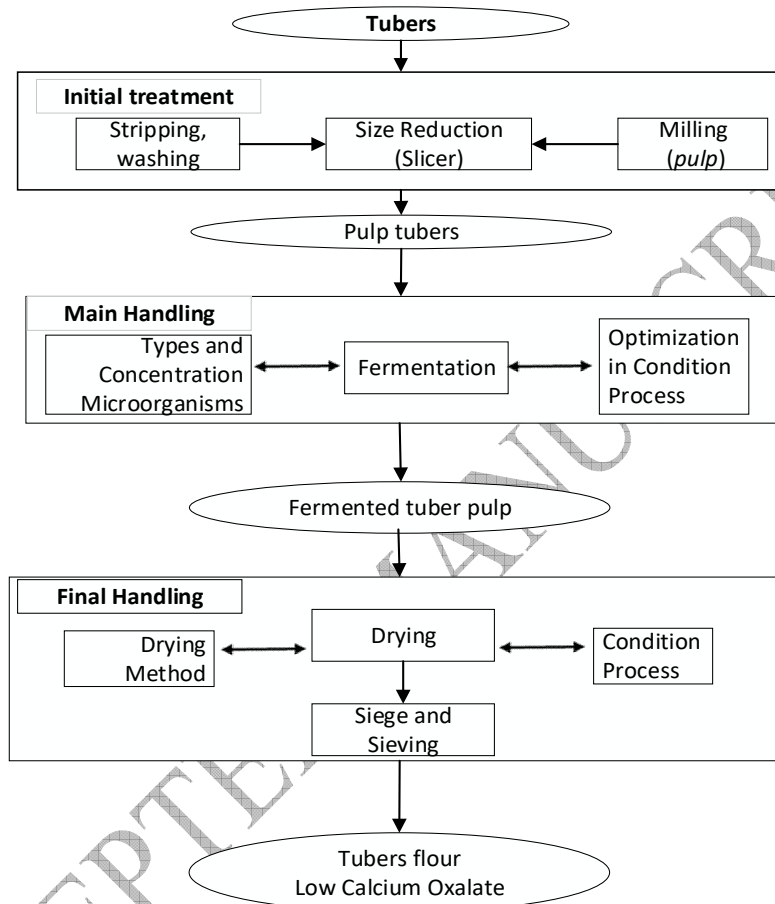 Tubers
Initial treatment
Stripping,
washing
Size Reduction
(Slicer)
Milling
(pulp)
Pulp tubers
Main Handling
Types and
Concentration
Microorganisms
Fermentation
Optimization
in Condition
Process
Fermented tuber pulp
Final Handling
Drying
Method
Drying
Condition
Process
Siege and
Sieving
Tubers flour
Low Calcium Oxalate